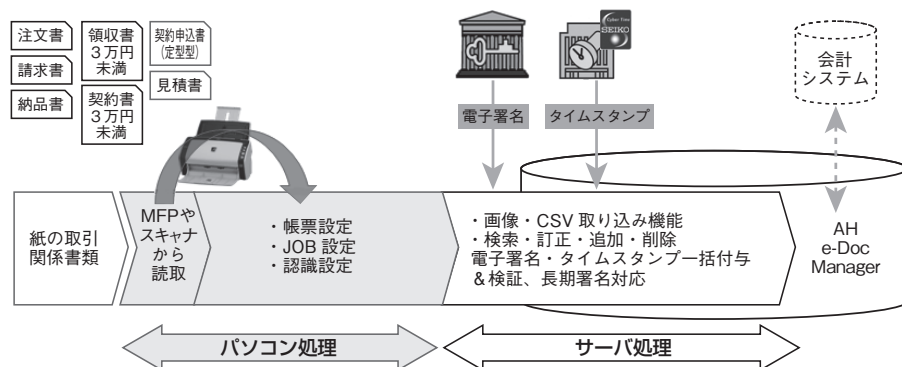 注文書
請求書
納品書
領収書
3万円
未満
契約書
3万円
未満
契約申込書
(定型型)
見積書
Cyber Time
SEIKO
電子署名
タイムスタンプ
会計
システム
紙の取引
関係書類
MFPや
スキャナ
から
読取
・帳票設定
・JOB 設定
・認識設定
・画像・CSV 取り込み機能
・検索・訂正・追加・削除
電子署名・タイムスタンプ一括付与
&検証、長期署名対応
AH
e-Doc
Manager
パソコン処理
サーバ処理